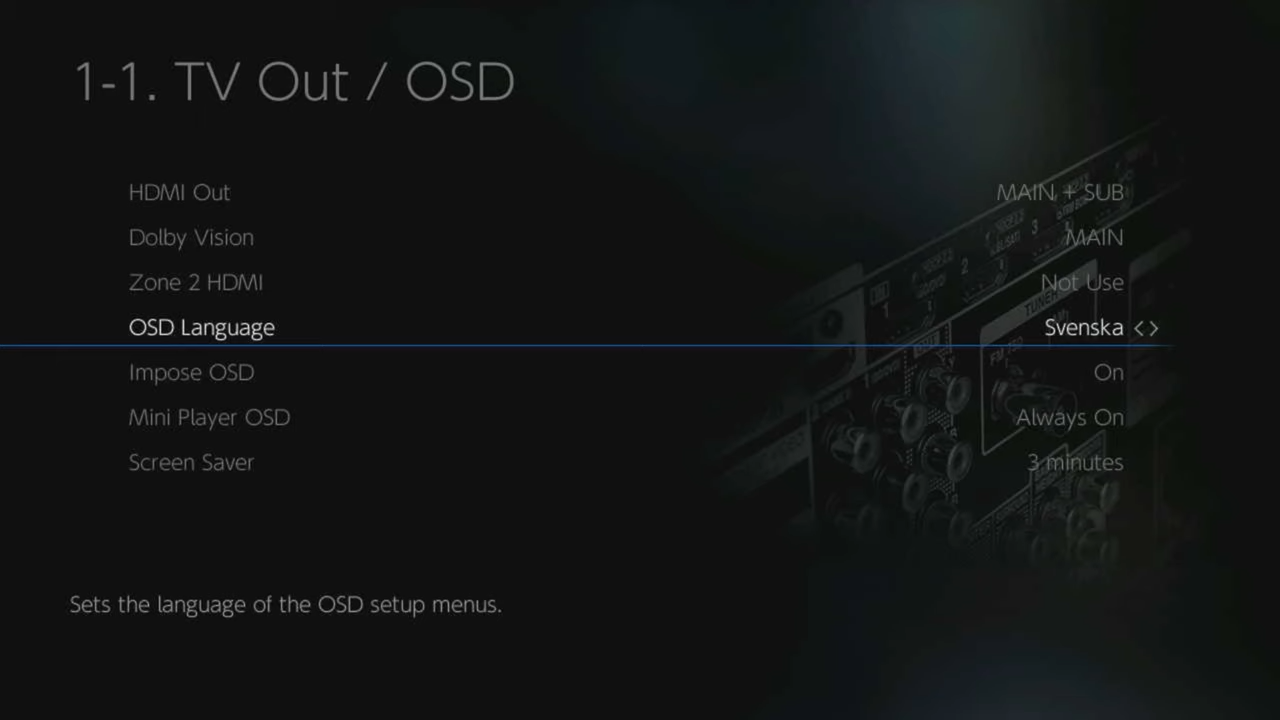 1-1. TV Out / OSD
HDMI Out MAIN + SUB
Dolby Vision MAIN
Zone 2 HDMI Not Use
OSD Language Svenska <>
Impose OSD On
Mini Player OSD Always On
Screen Saver 3 minutes
Sets the language of the OSD setup menus.